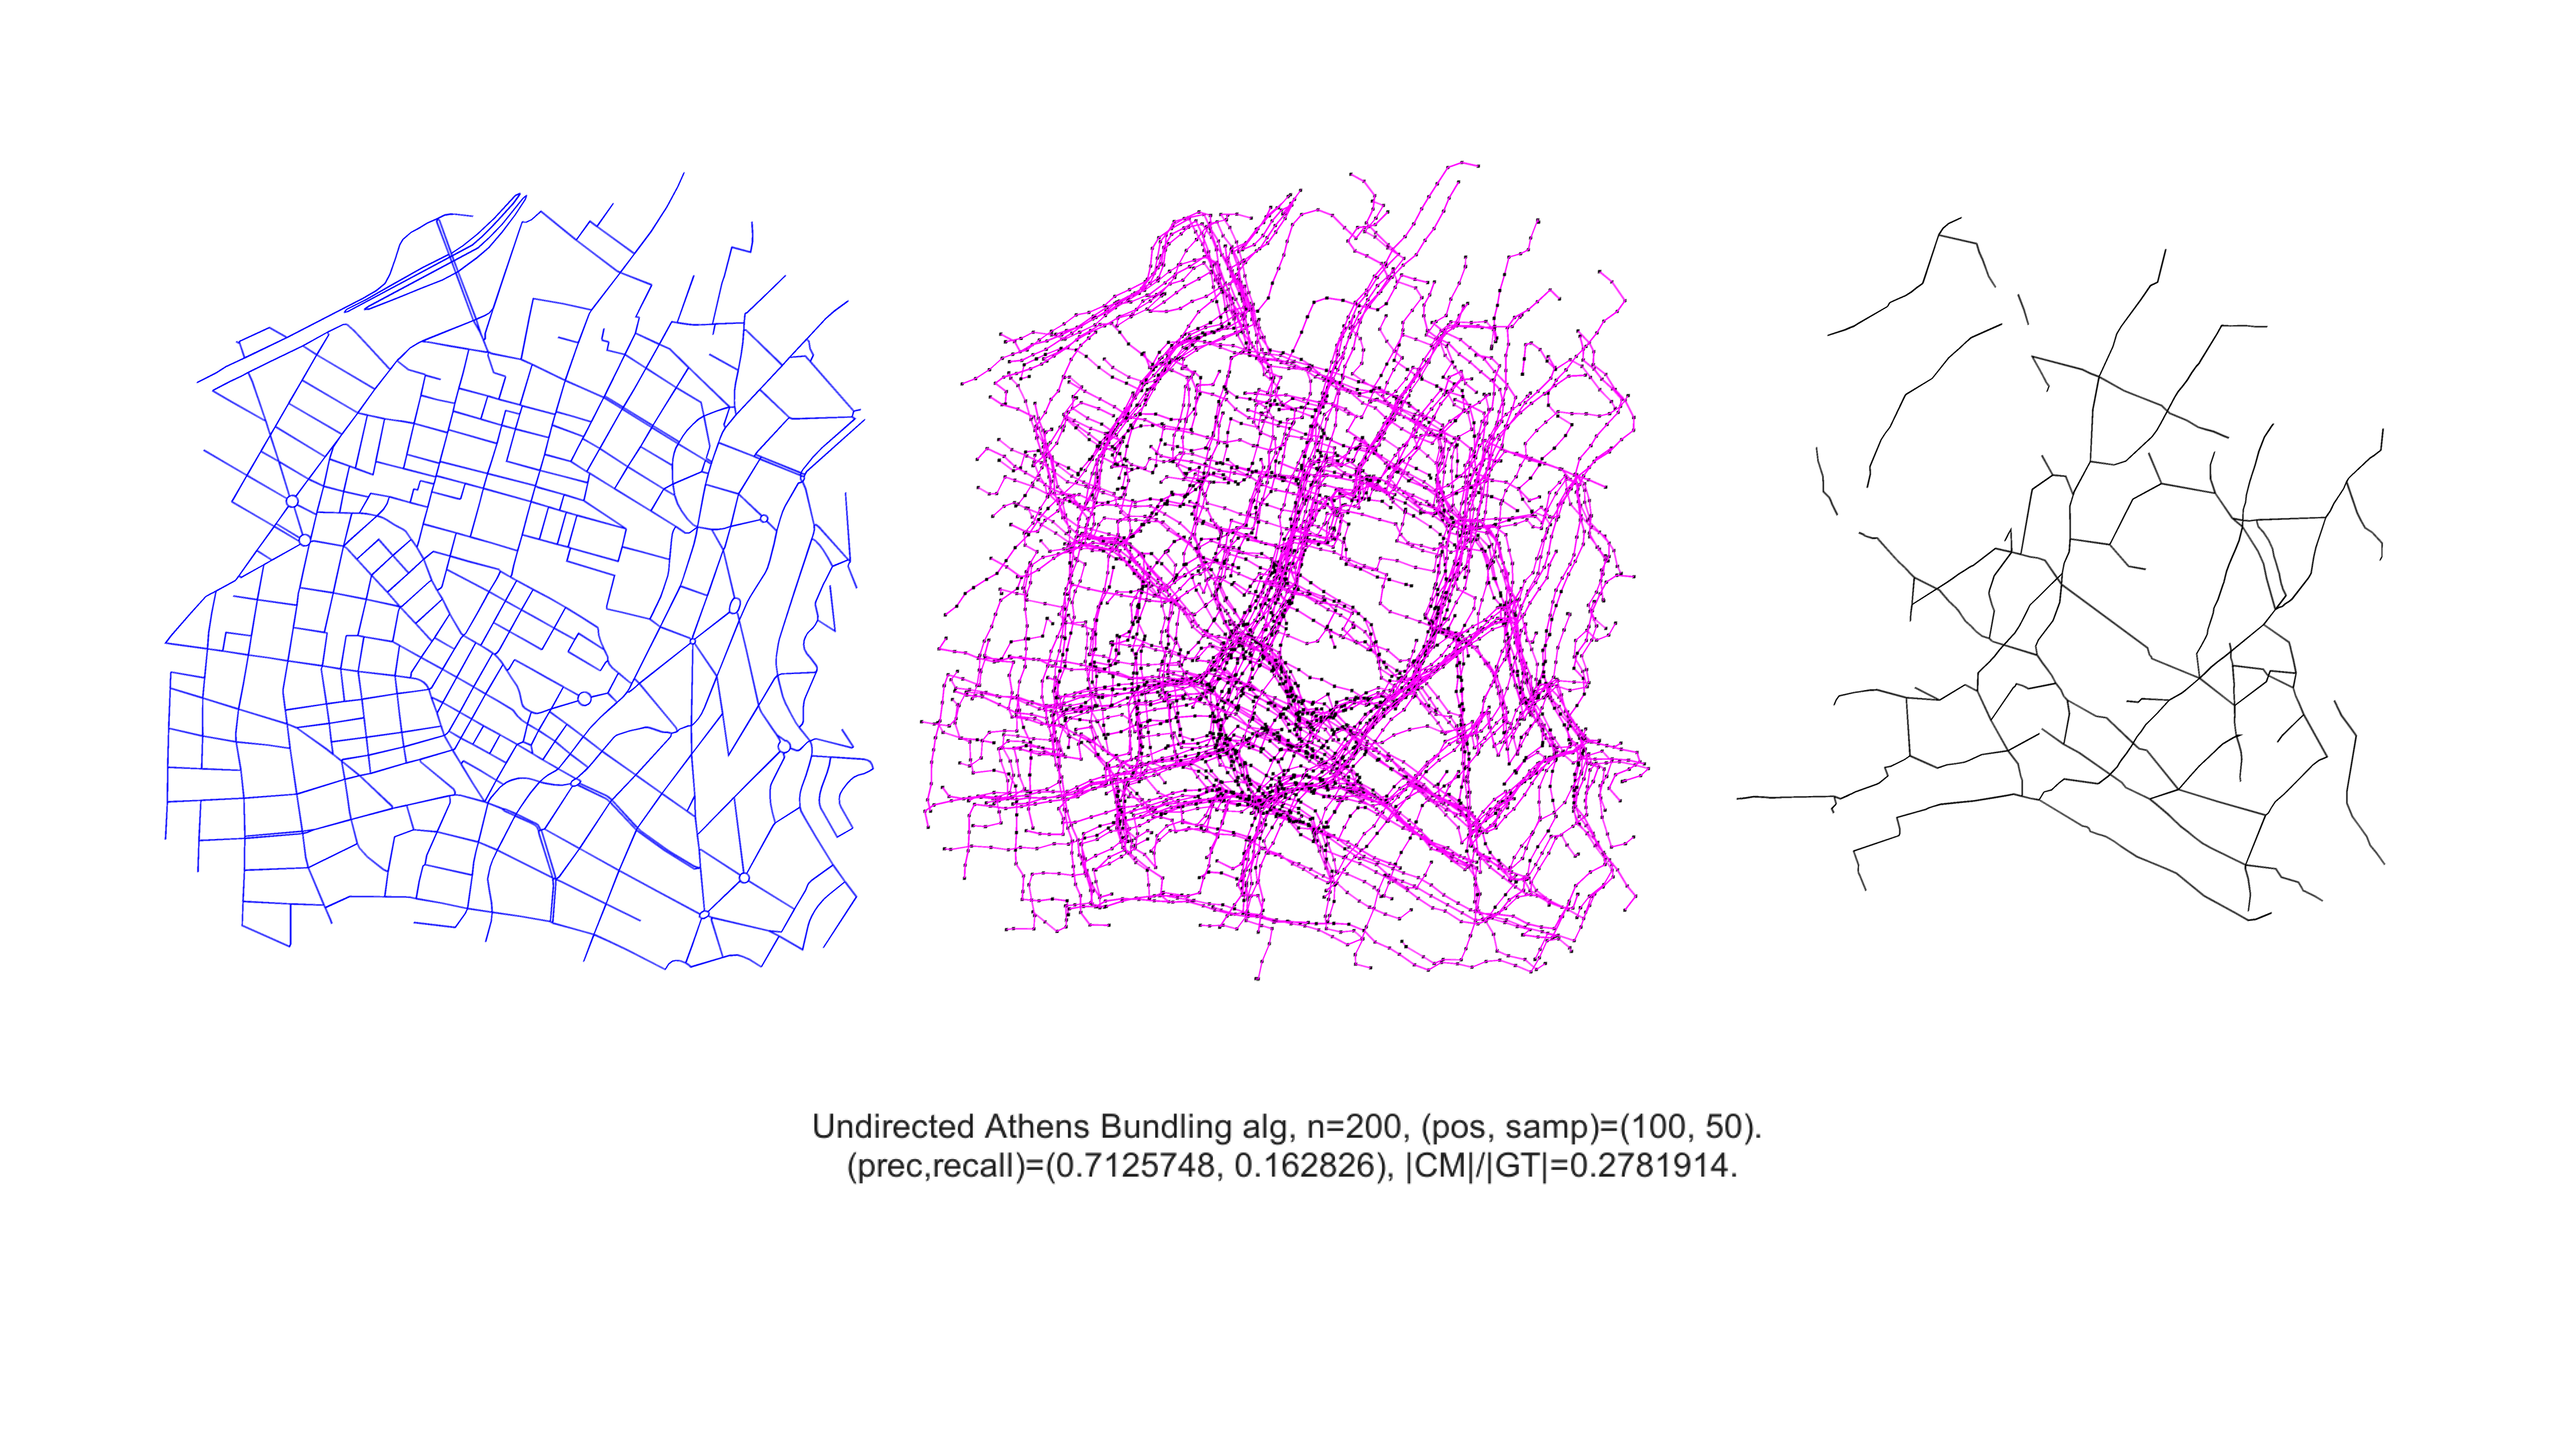 Undirected Athens Bundling alg, n=200, (pos, samp)=(100, 50).
(prec,recall)=(0.7125748, 0.162826), |CM|/|GT|=0.2781914.